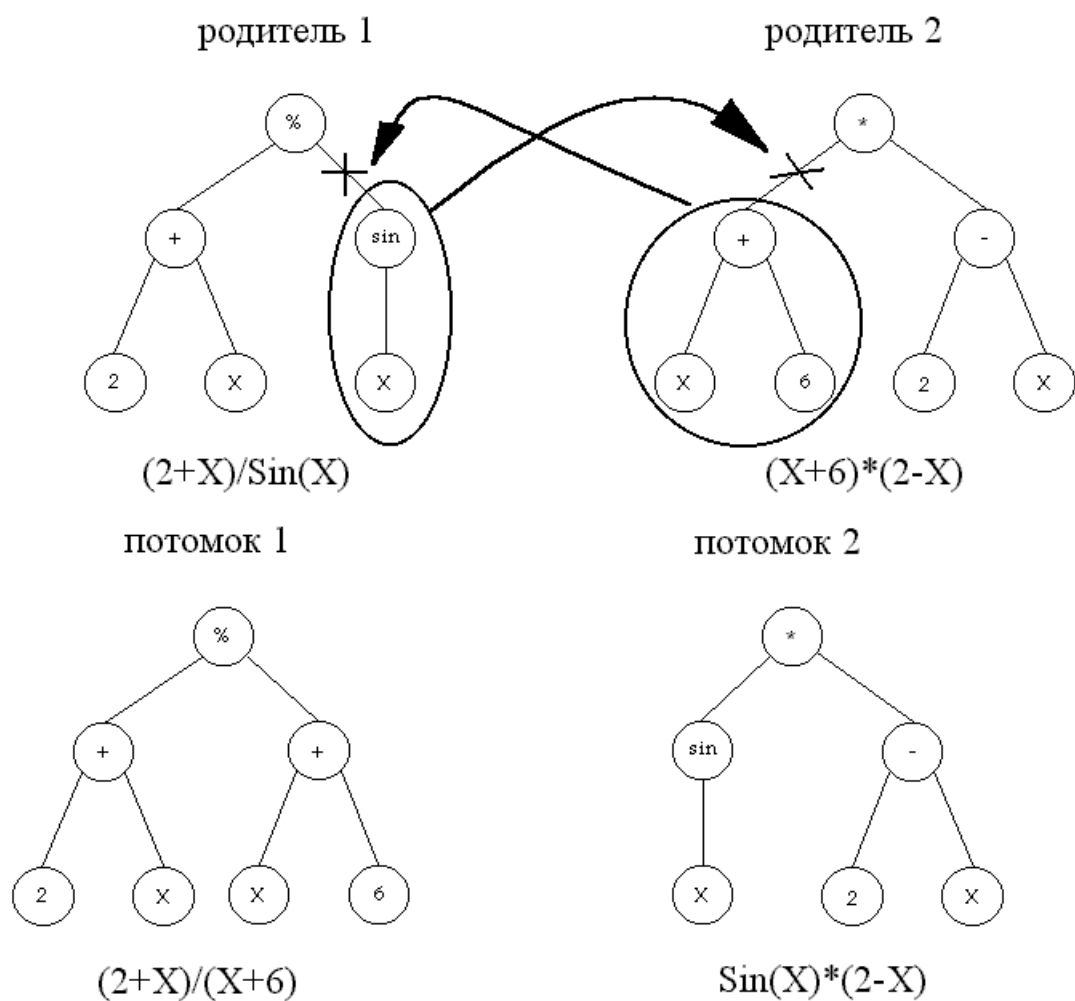 родитель 1 родитель 2
% *
+ sin + -
2 X X X 6 2 X
(2+X)/Sin(X) (X+6)*(2-X)
потомок 1 потомок 2
% *
+ + sin -
2 X X 6 X 2 X
(2+X)/(X+6) Sin(X)*(2-X)